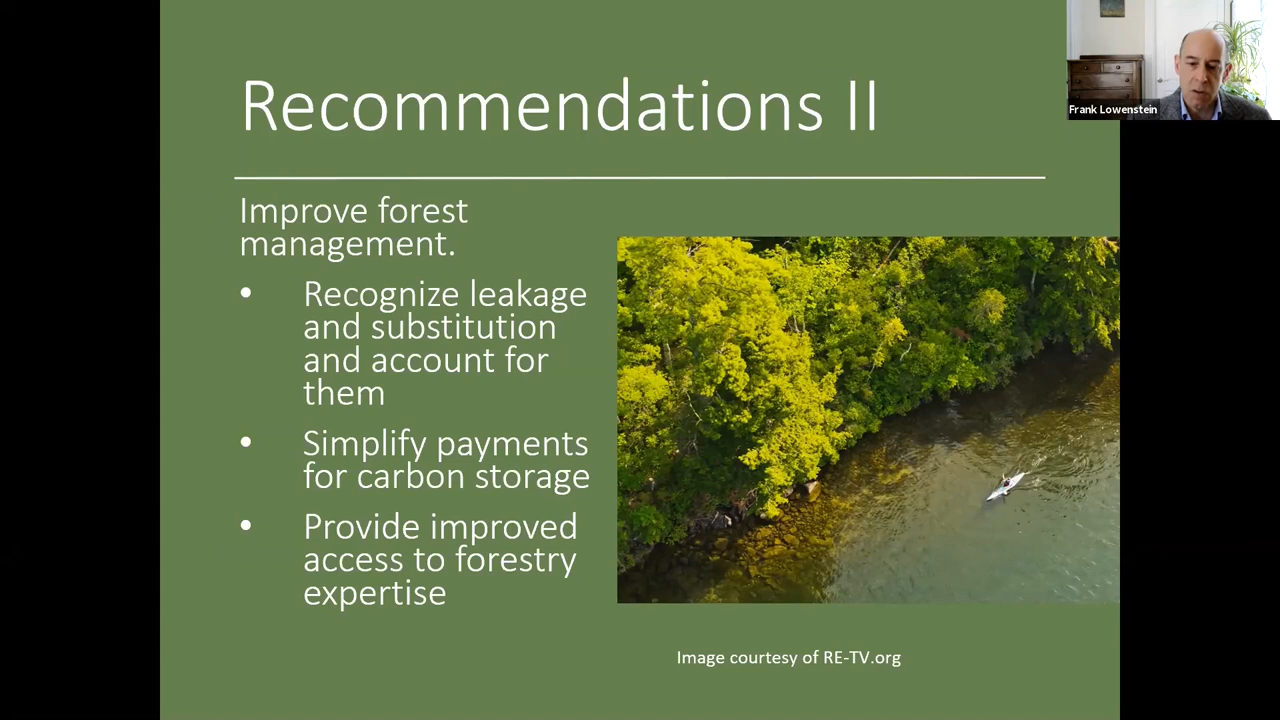 Recommendations II
Frank Lowenstein
Improve forest
management.
• Recognize leakage
and substitution
and account for
them
• Simplify payments
for carbon storage
• Provide improved
access to forestry
expertise
Image courtesy of RE-TV.org